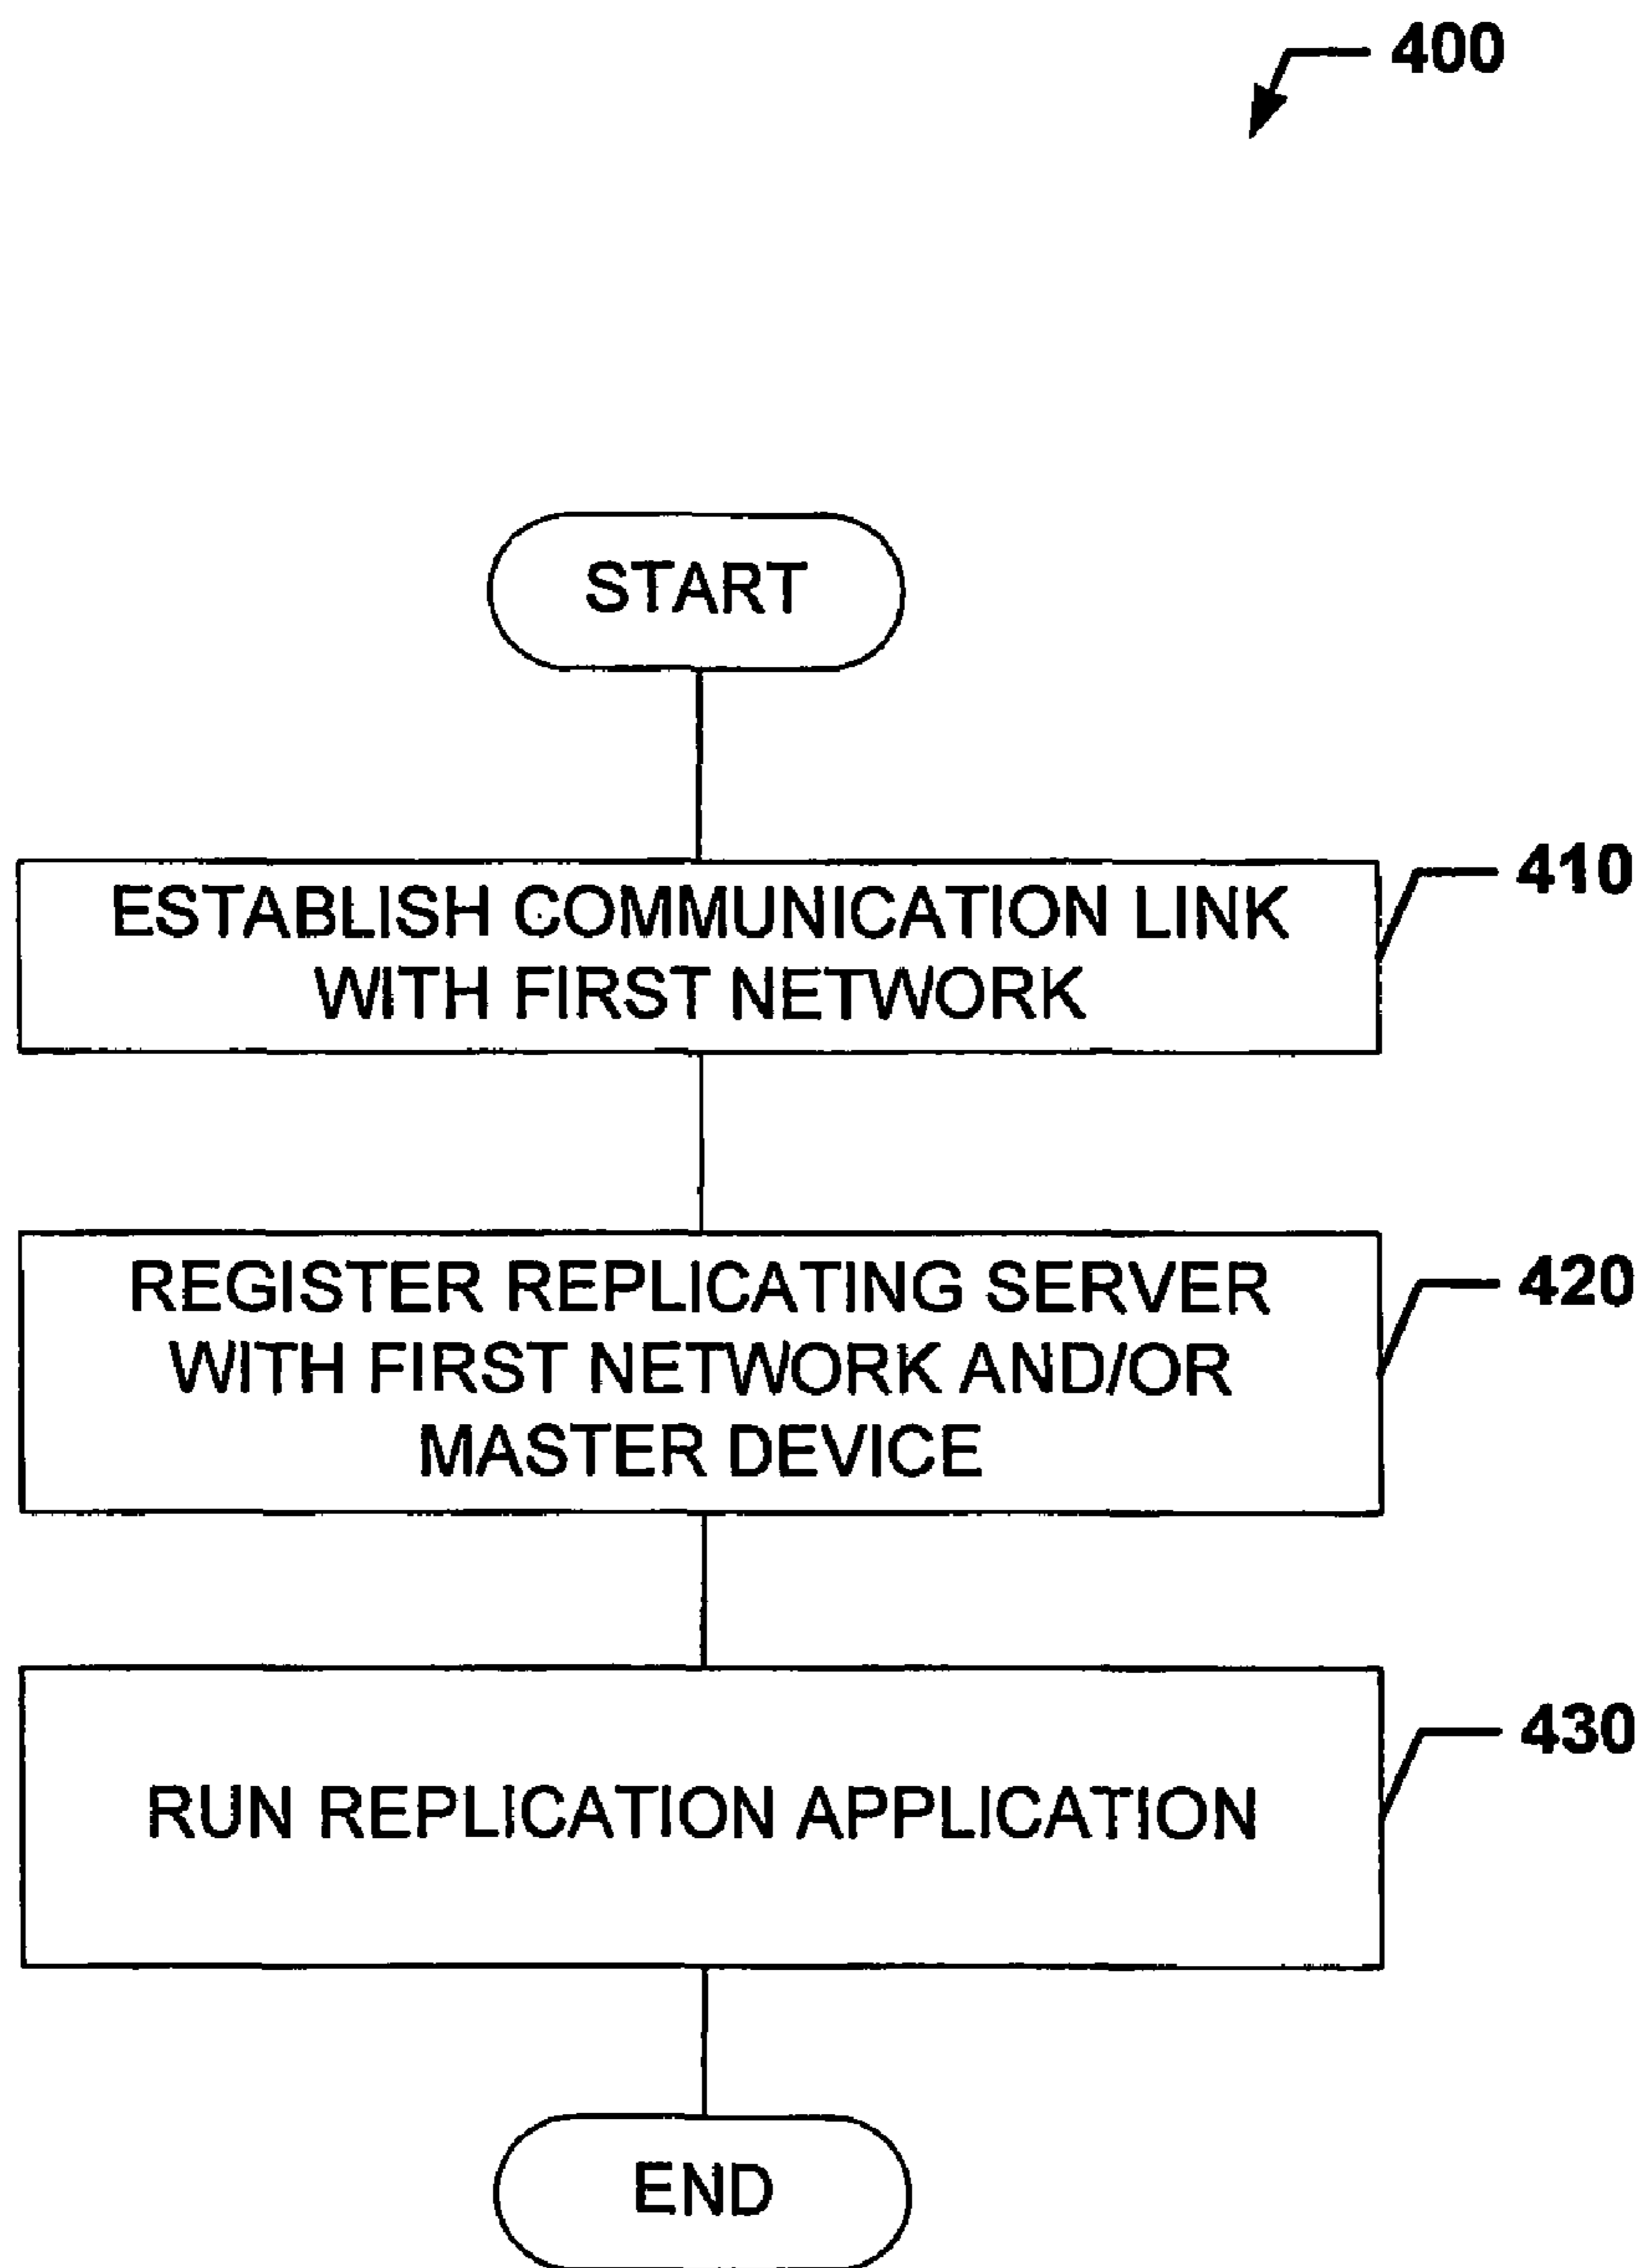 400
START
ESTABLISH COMMUNICATION LINK
WITH FIRST NETWORK
410
REGISTER REPLICATING SERVER
WITH FIRST NETWORK AND/OR
MASTER DEVICE
420
RUN REPLICATION APPLICATION
430
END